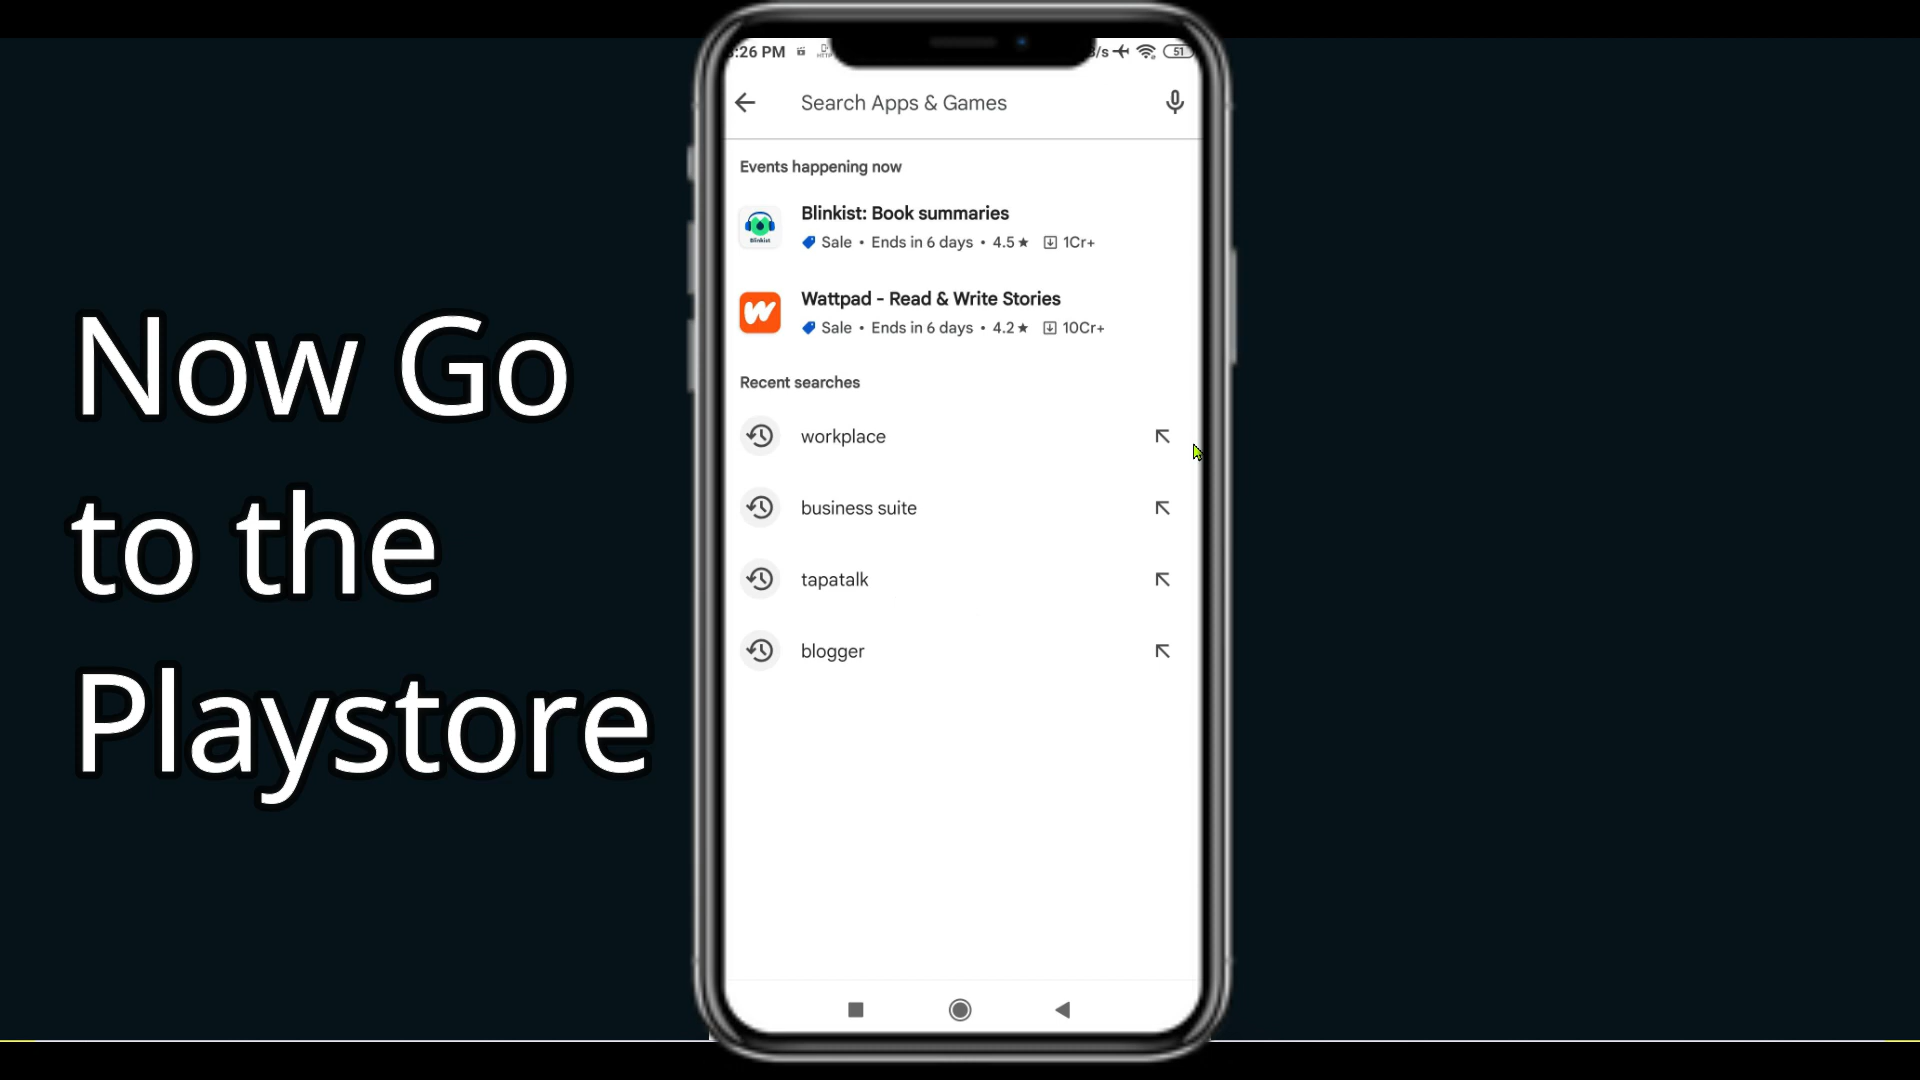 Now Go
to the
Playstore
:26 PM
/s 51
Search Apps & Games
Events happening now
Blinkist: Book summaries
Sale • Ends in 6 days • 4.5★ 1Cr+
Blinkist
Wattpad - Read & Write Stories
Sale • Ends in 6 days • 4.2★ 10Cr+
Recent searches
workplace
business suite
tapatalk
blogger